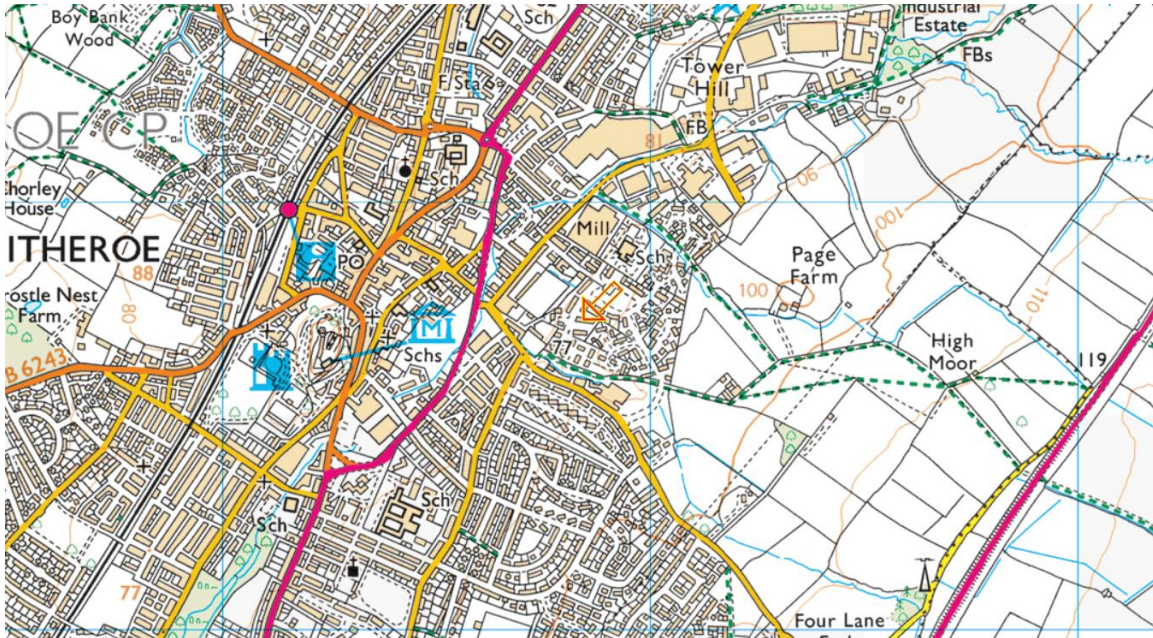 Boy Bank
Wood
Sch
Industrial
Estate
FBs
F Sta
Tower
Hill
FB
81
OE CP
Sch
90
Chorley
House
100
ITHEROE
88
PO
Mill
Sch
Page
Farm
100
110
rostle Nest
Farm
80
M
Schs
77
High
Moor
119
B 6243
Sch
Sch
77
Four Lane